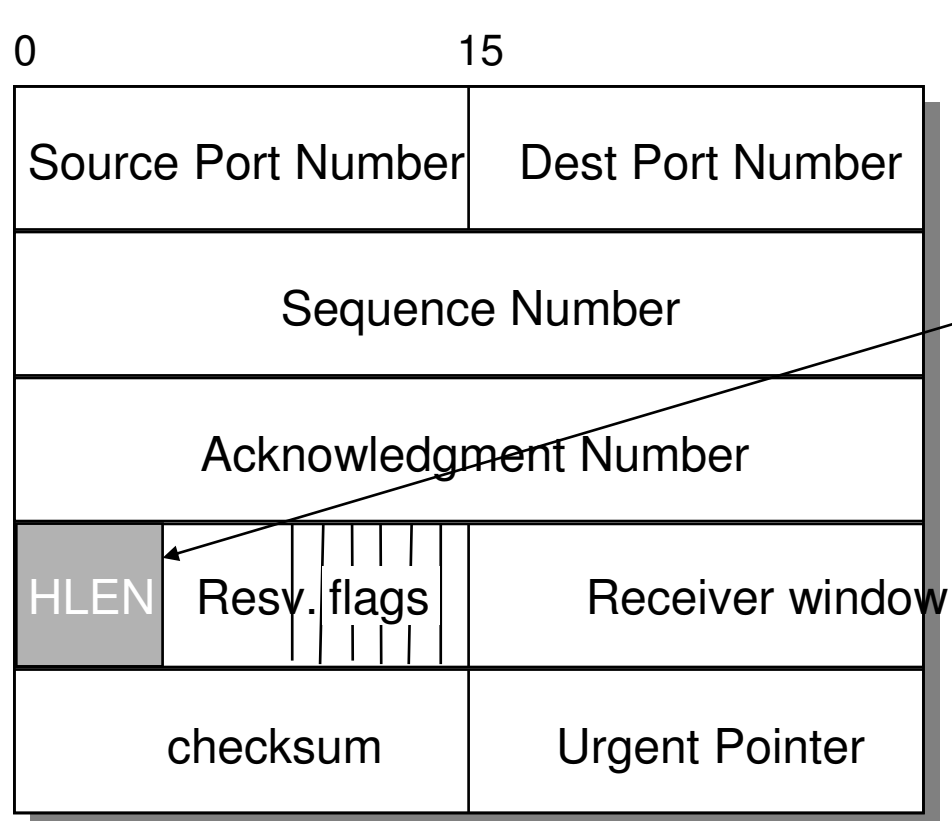 0 15
Source Port Number Dest Port Number
Sequence Number
Acknowledgment Number
HLEN Resv. flags Receiver window
checksum Urgent Pointer